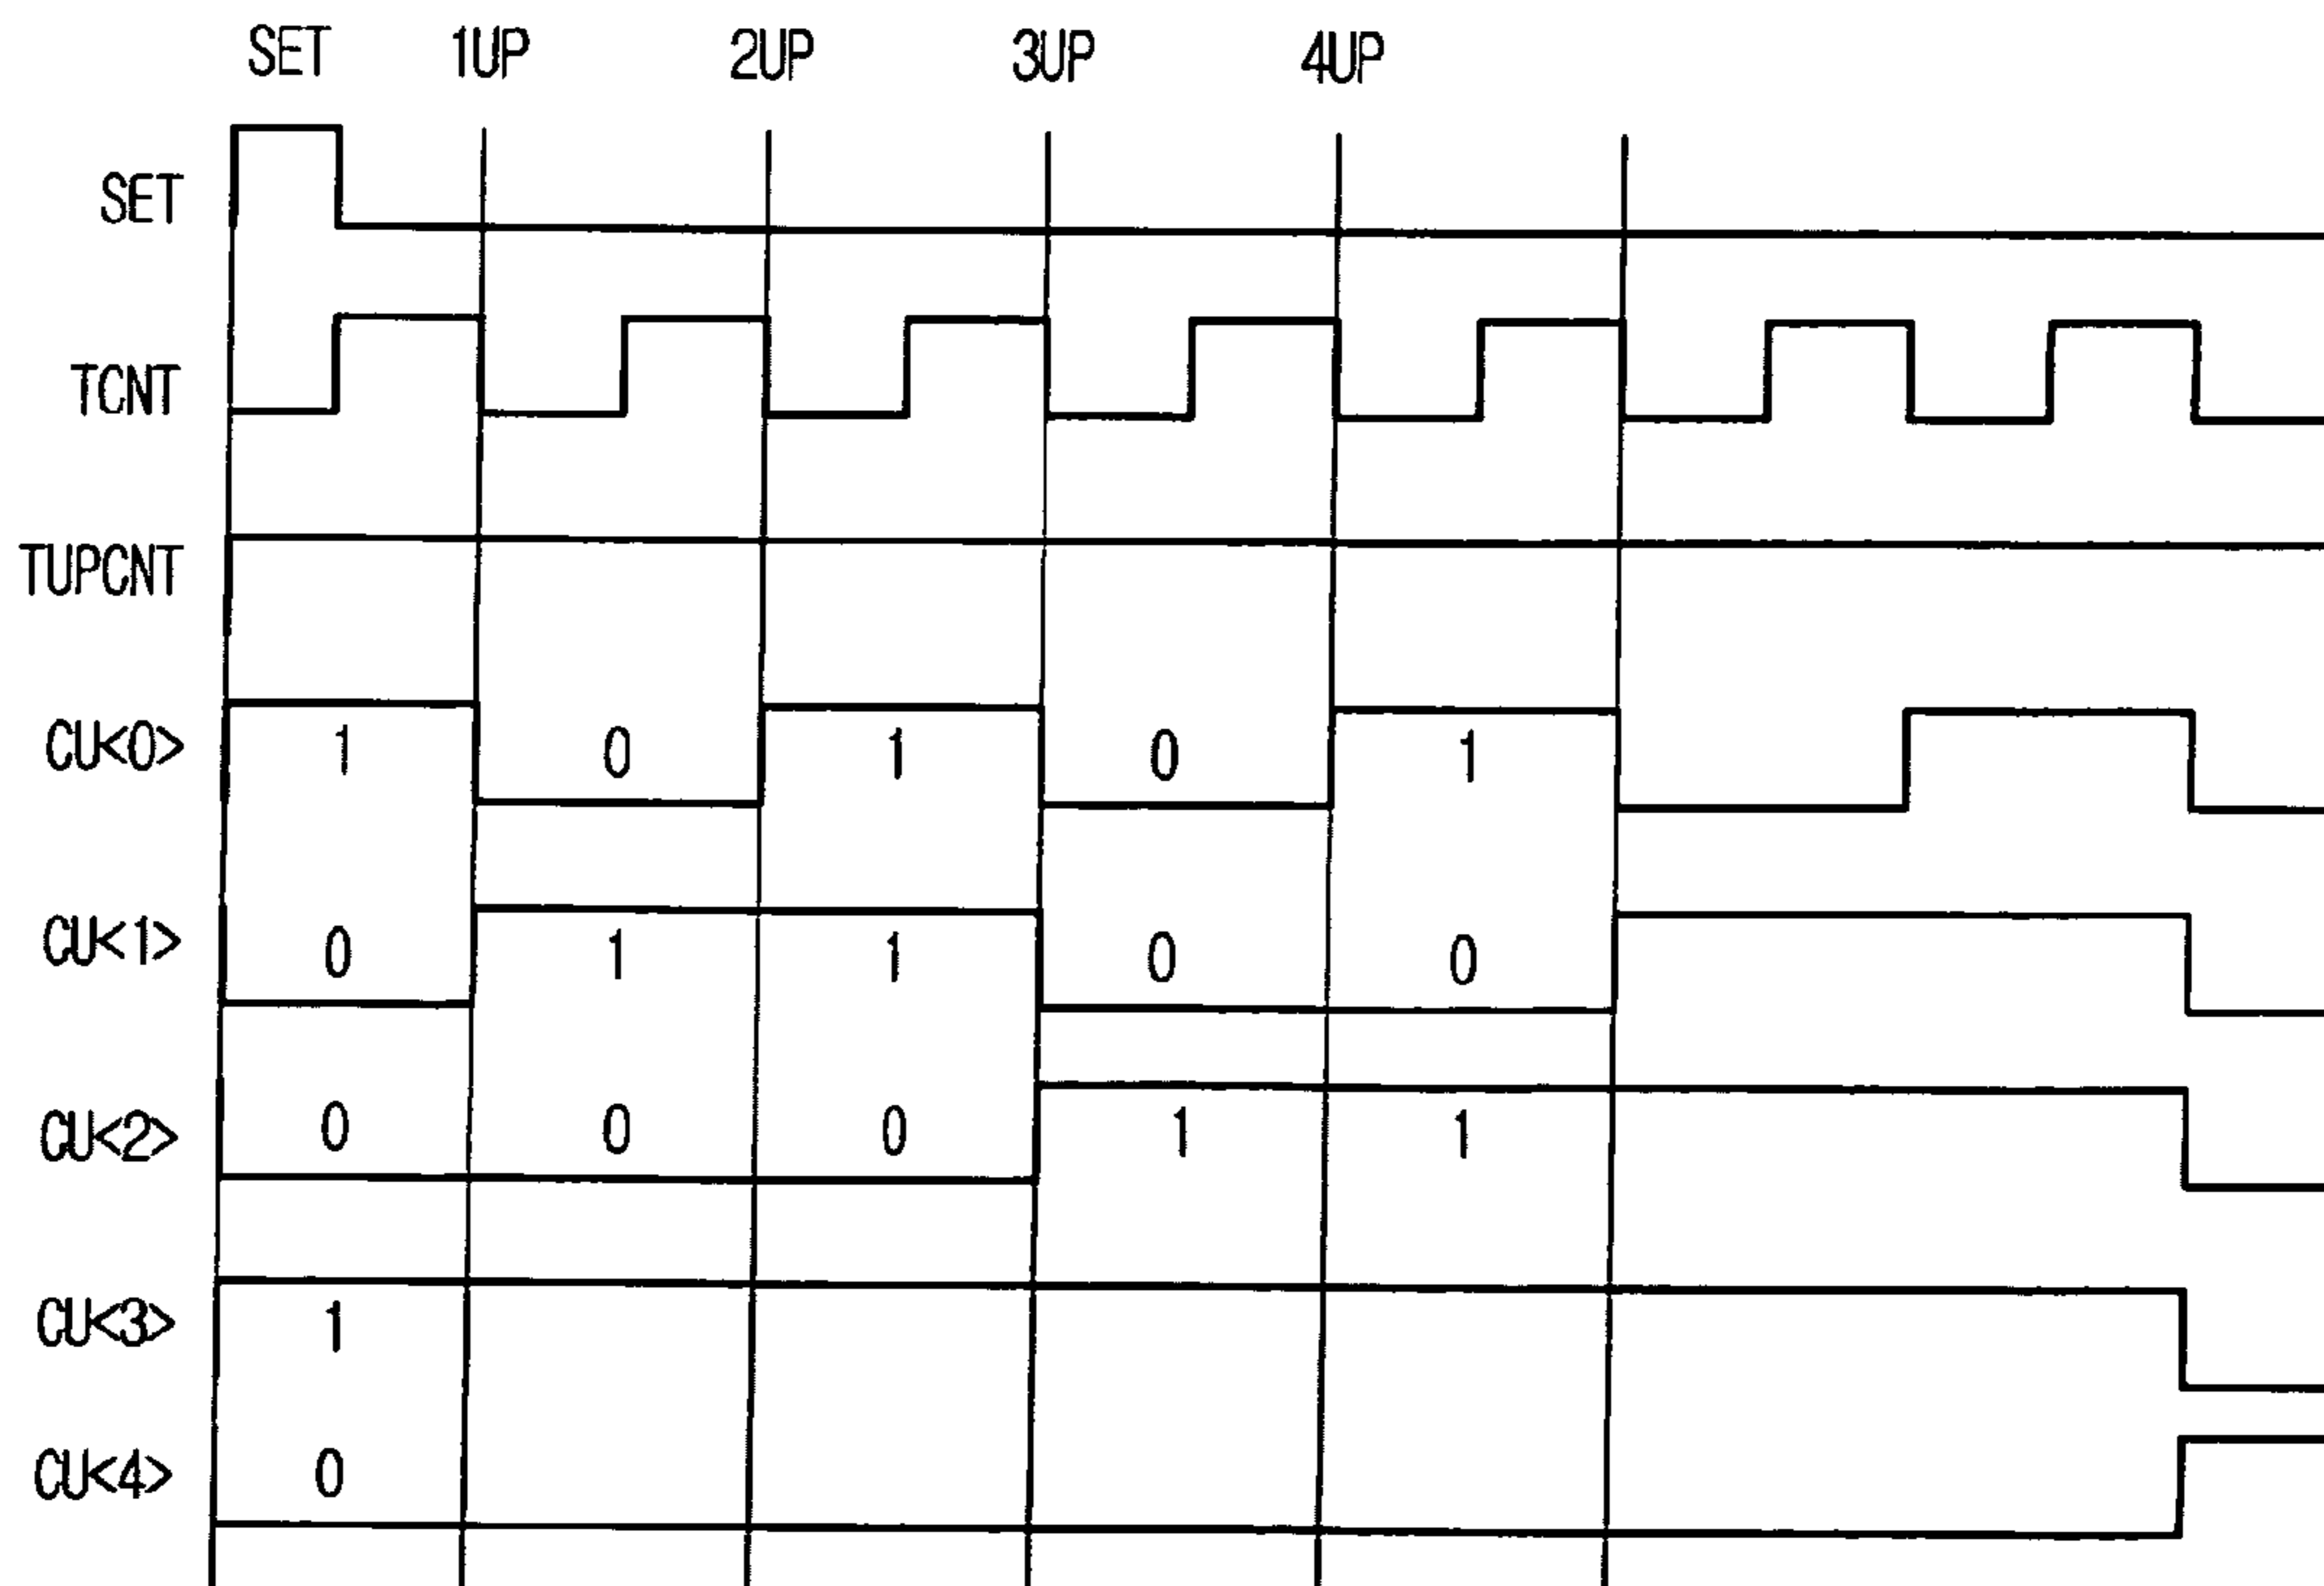 SET 1UP 2UP 3UP 4UP
SET
TCNT
TUPCNT
CU<0> 1 0 1 0 1
CU<1> 0 1 1 0 0
CU<2> 0 0 0 1 1
CU<3> 1
CU<4> 0